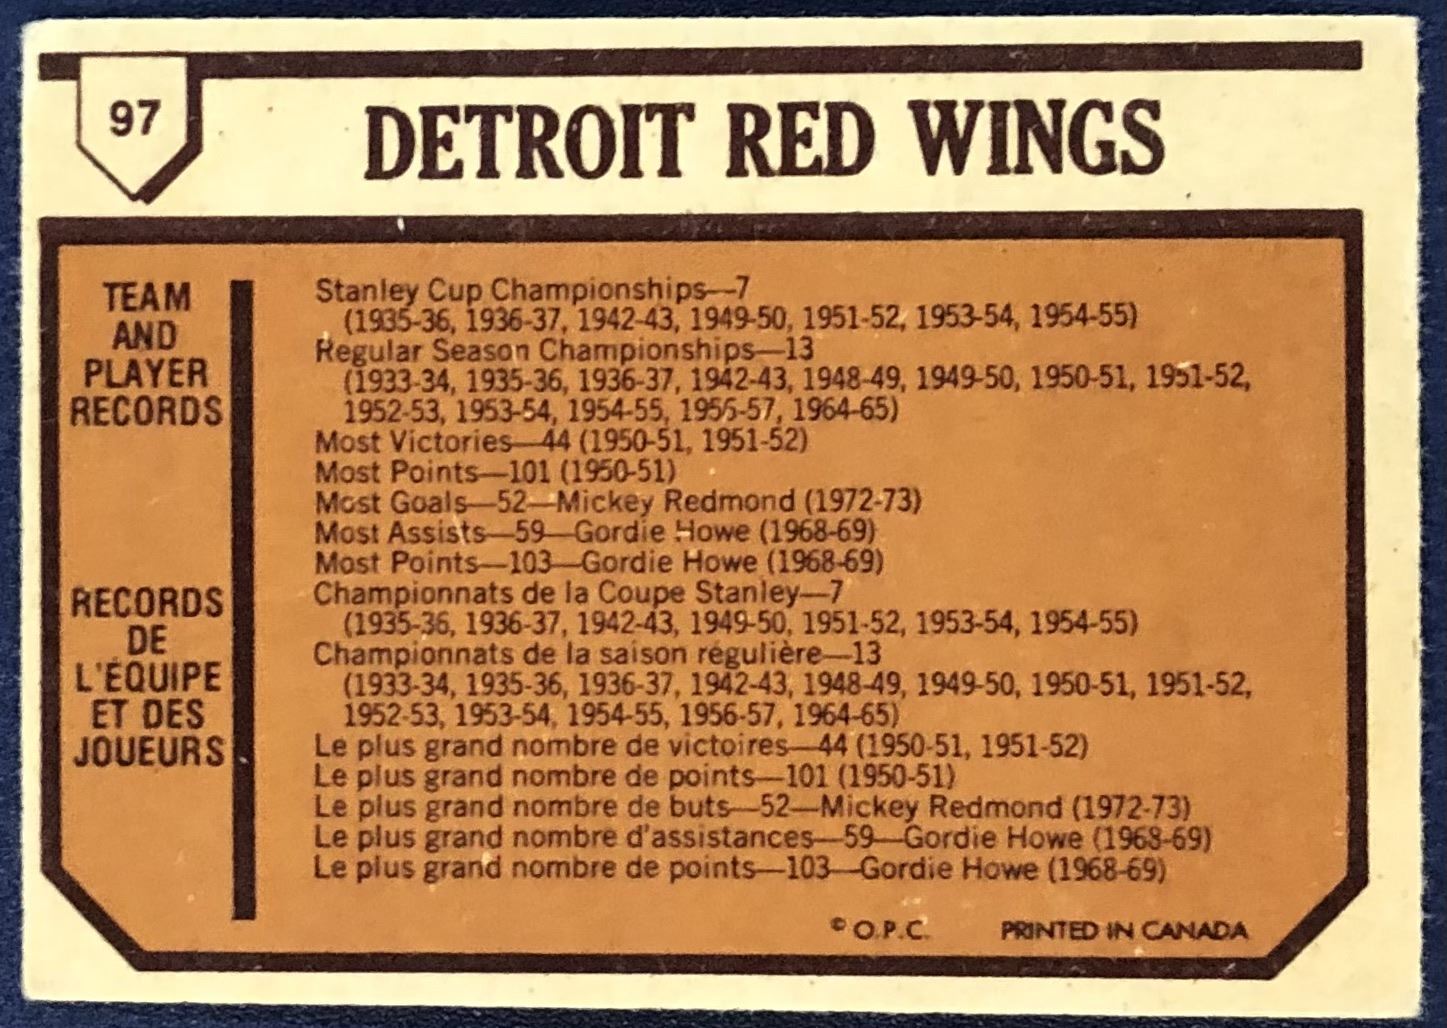 97
DETROIT RED WINGS
TEAM
AND
PLAYER
RECORDS
Stanley Cup Championships—7
(1935-36, 1936-37, 1942-43, 1949-50, 1951-52, 1953-54, 1954-55)
Regular Season Championships—13
(1933-34, 1935-36, 1936-37, 1942-43, 1948-49, 1949-50, 1950-51, 1951-52,
1952-53, 1953-54, 1954-55, 1956-57, 1964-65)
Most Victories—44 (1950-51, 1951-52)
Most Points—101 (1950-51)
Most Goals—52—Mickey Redmond (1972-73)
Most Assists—59—Gordie Howe (1968-69)
Most Points—103—Gordie Howe (1968-69)
RECORDS
DE
L'ÉQUIPE
ET DES
JOUEURS
Championnats de la Coupe Stanley—7
(1935-36, 1936-37, 1942-43, 1949-50, 1951-52, 1953-54, 1954-55)
Championnats de la saison régulière—13
(1933-34, 1935-36, 1936-37, 1942-43, 1948-49, 1949-50, 1950-51, 1951-52,
1952-53, 1953-54, 1954-55, 1956-57, 1964-65)
Le plus grand nombre de victoires—44 (1950-51, 1951-52)
Le plus grand nombre de points—101 (1950-51)
Le plus grand nombre de buts—52—Mickey Redmond (1972-73)
Le plus grand nombre d'assistances—59—Gordie Howe (1968-69)
Le plus grand nombre de points—103—Gordie Howe (1968-69)
© O.P.C. PRINTED IN CANADA